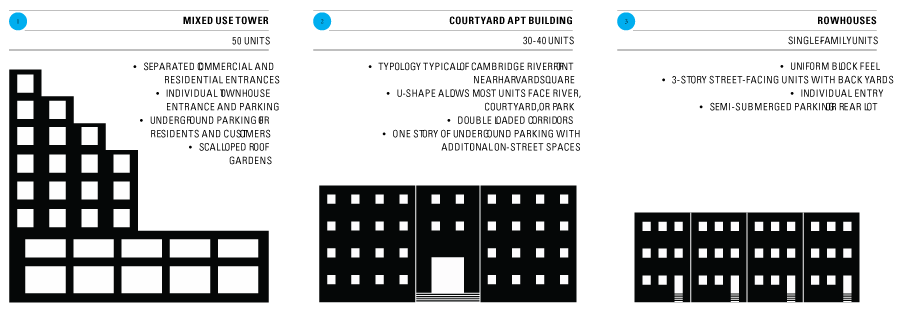 1
MIXED USE TOWER
50 UNITS
• SEPARATED COMMERCIAL AND
RESIDENTIAL ENTRANCES
• INDIVIDUAL TOWNHOUSE
ENTRANCE AND PARKING
• UNDERGROUND PARKING FOR
RESIDENTS AND CUSTOMERS
• SCALLOPED ROOF
GARDENS
2
COURTYARD APT BUILDING
30-40 UNITS
• TYPOLOGY TYPICAL OF CAMBRIDGE RIVERFRONT
NEAR HARVARD SQUARE
• U-SHAPE ALOWS MOST UNITS FACE RIVER,
COURTYARD, OR PARK
• DOUBLE LOADED CORRIDORS
• ONE STORY OF UNDERGROUND PARKING WITH
ADDITONAL ON-STREET SPACES
3
ROWHOUSES
SINGLE-FAMILY UNITS
• UNIFORM BLOCK FEEL
• 3-STORY STREET-FACING UNITS WITH BACK YARDS
• INDIVIDUAL ENTRY
• SEMI-SUBMERGED PARKING OR REAR LOT